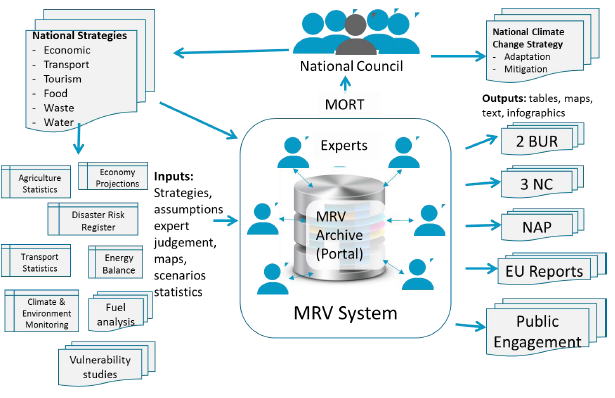 National Strategies
- Economic
- Transport
- Tourism
- Food
- Waste
- Water
National Council
MORT
National Climate
Change Strategy
- Adaptation
- Mitigation
Outputs: tables, maps,
text, infographics
Agriculture
Statistics
Economy
Projections
Disaster Risk
Register
Transport
Statistics
Energy
Balance
Climate &
Environment
Monitoring
Fuel
analysis
Vulnerability
studies
Inputs:
Strategies,
assumptions
expert
judgement,
maps,
scenarios
statistics
Experts
MRV
Archive
(Portal)
MRV System
2 BUR
3 NC
NAP
EU Reports
Public
Engagement